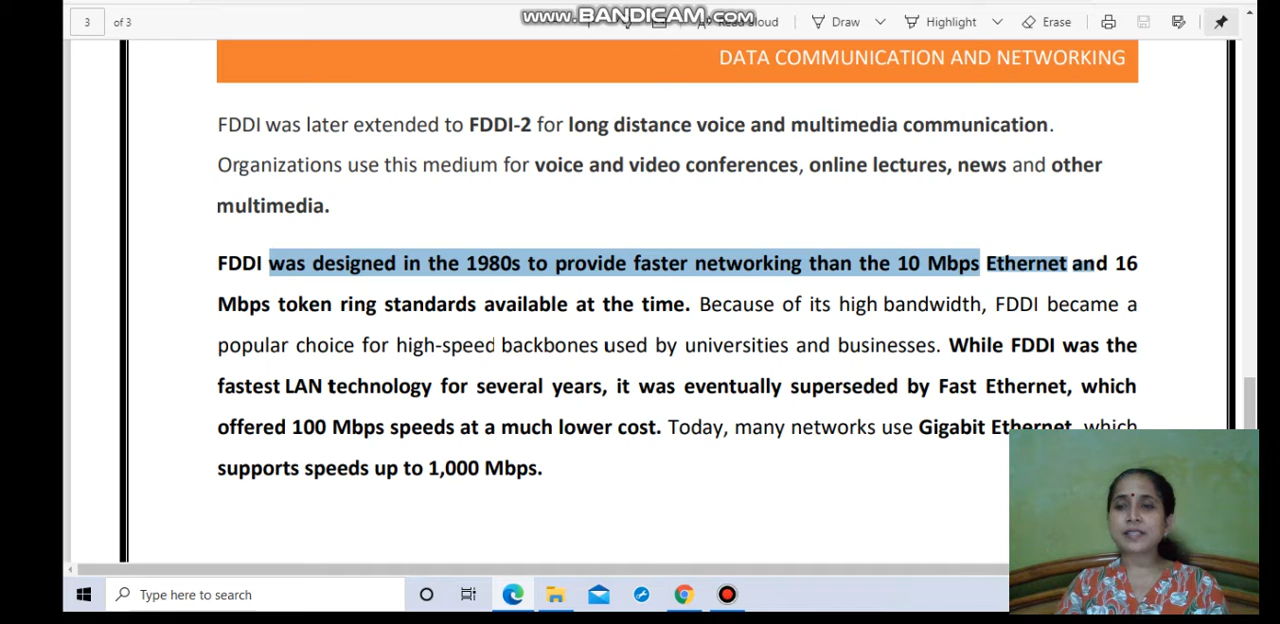 www.BANDICAM.com
3 of 3 Read aloud Draw Highlight Erase
DATA COMMUNICATION AND NETWORKING
FDDI was later extended to FDDI-2 for long distance voice and multimedia communication.
Organizations use this medium for voice and video conferences, online lectures, news and other
multimedia.
FDDI was designed in the 1980s to provide faster networking than the 10 Mbps Ethernet and 16
Mbps token ring standards available at the time. Because of its high bandwidth, FDDI became a
popular choice for high-speed backbones used by universities and businesses. While FDDI was the
fastest LAN technology for several years, it was eventually superseded by Fast Ethernet, which
offered 100 Mbps speeds at a much lower cost. Today, many networks use Gigabit Ethernet, which
supports speeds up to 1,000 Mbps.
Type here to search